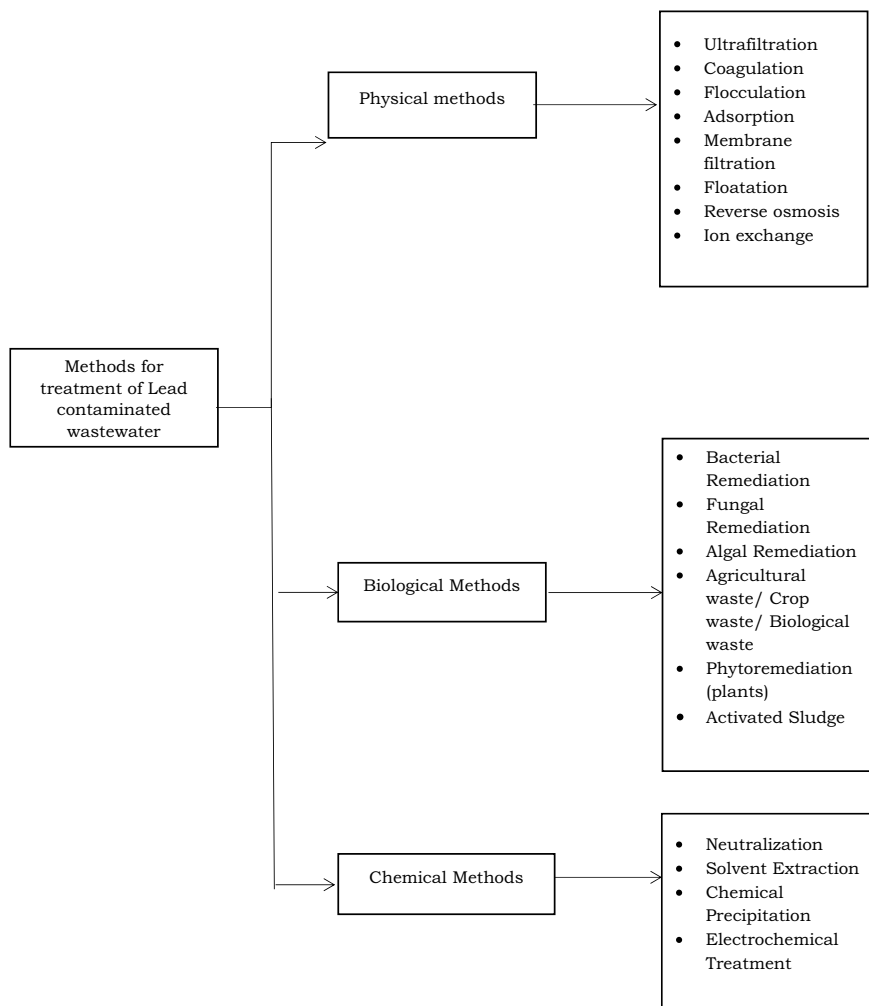 Physical methods
• Ultrafiltration
• Coagulation
• Flocculation
• Adsorption
• Membrane
filtration
• Floatation
• Reverse osmosis
• Ion exchange
Methods for
treatment of Lead
contaminated
wastewater
Biological Methods
• Bacterial
Remediation
• Fungal
Remediation
• Algal Remediation
• Agricultural
waste/ Crop
waste/ Biological
waste
• Phytoremediation
(plants)
• Activated Sludge
Chemical Methods
• Neutralization
• Solvent Extraction
• Chemical
Precipitation
• Electrochemical
Treatment